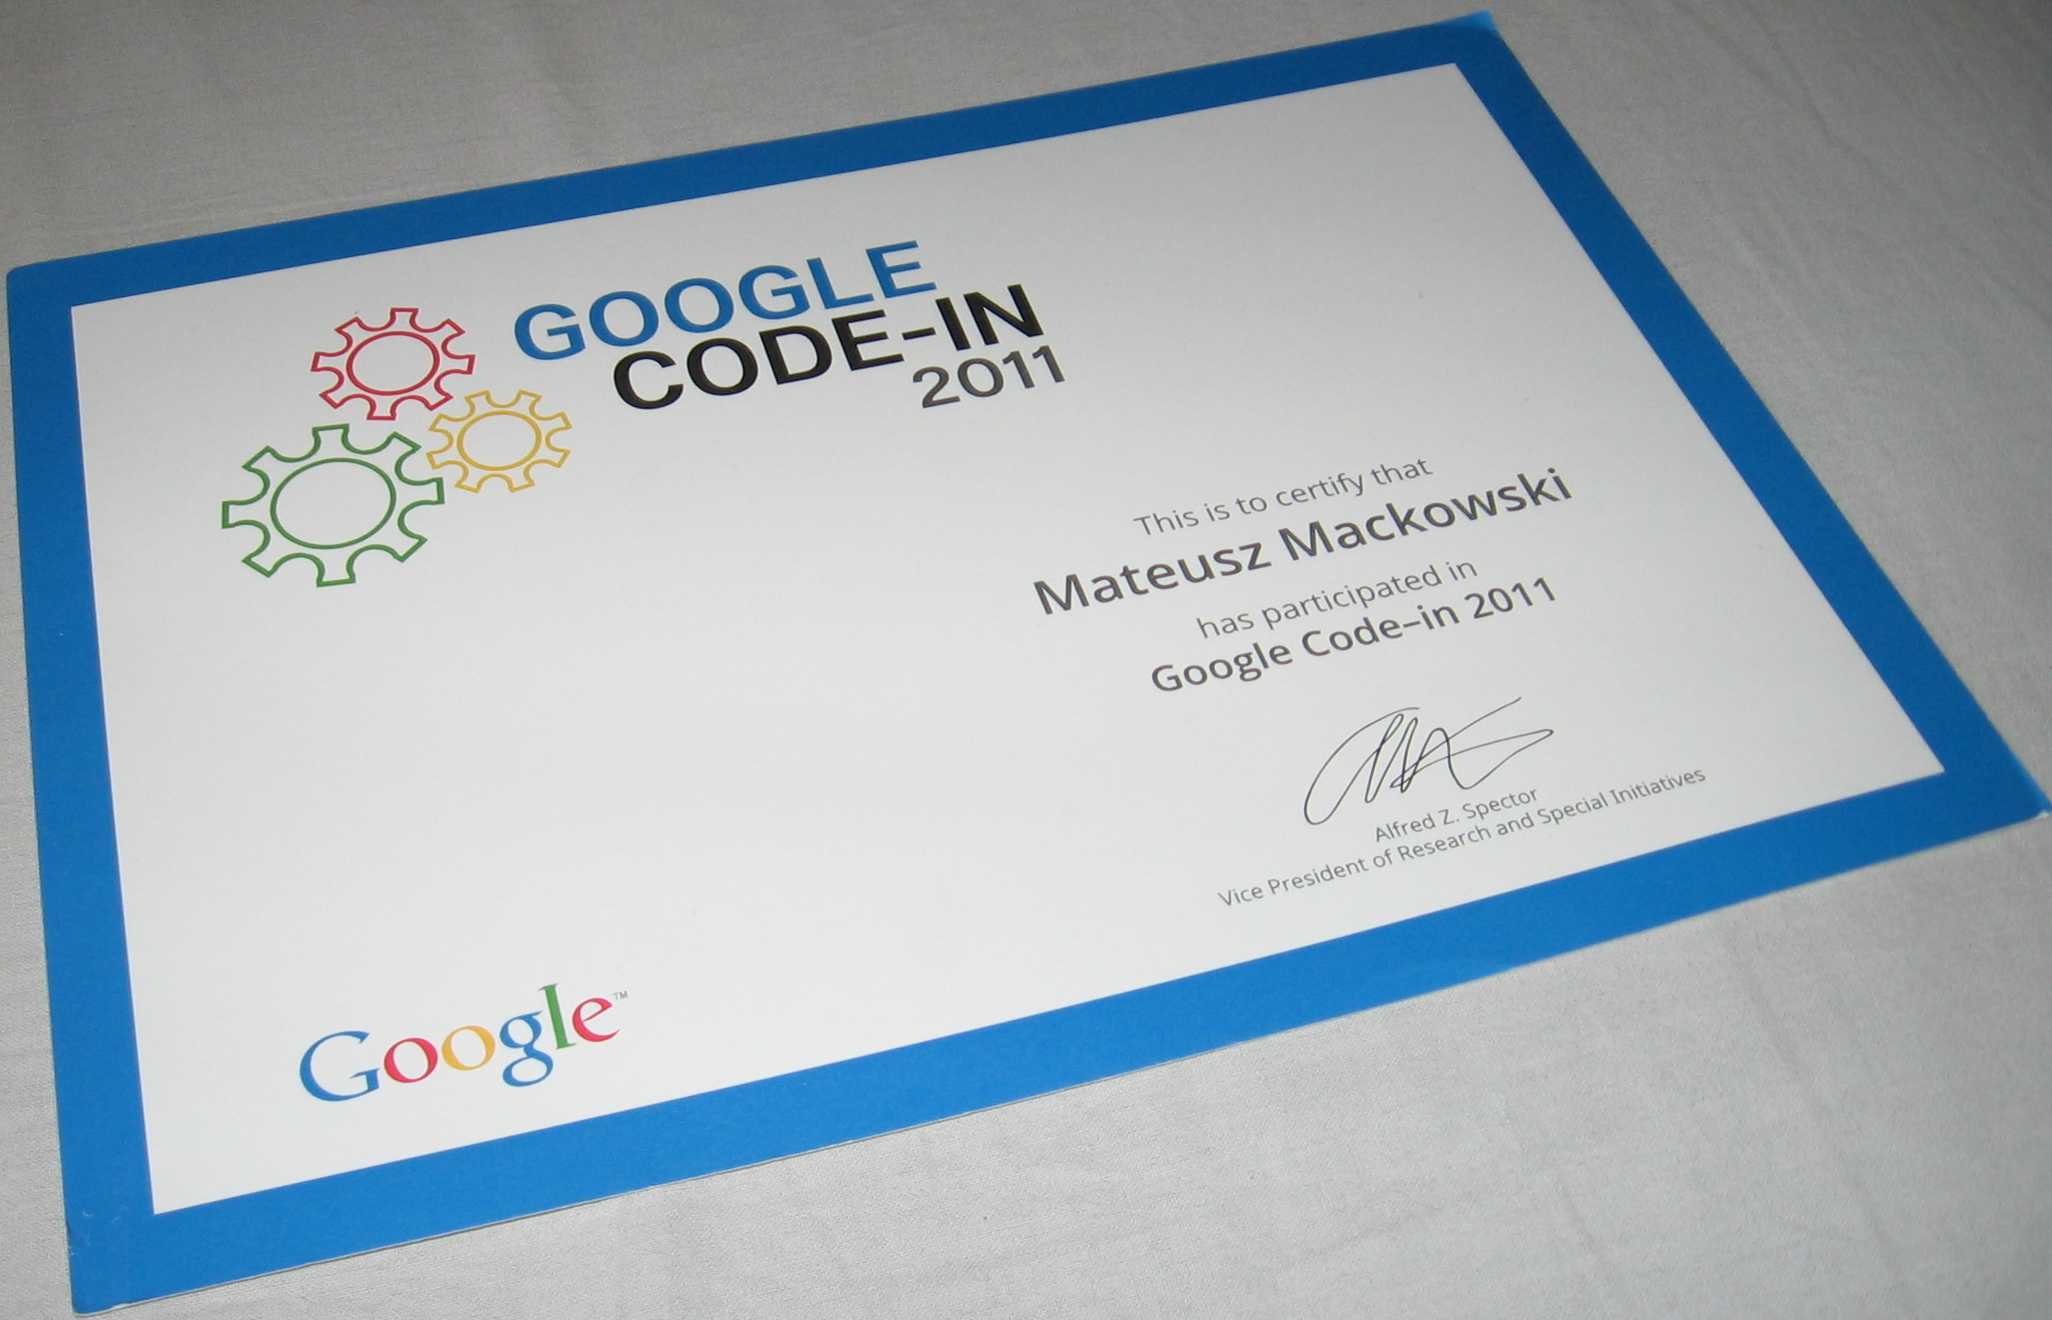 GOOGLE
CODE-IN
2011
This is to certify that
Mateusz Mackowski
has participated in
Google Code–in 2011
Alfred Z. Spector
Vice President of Research and Special Initiatives
Google™